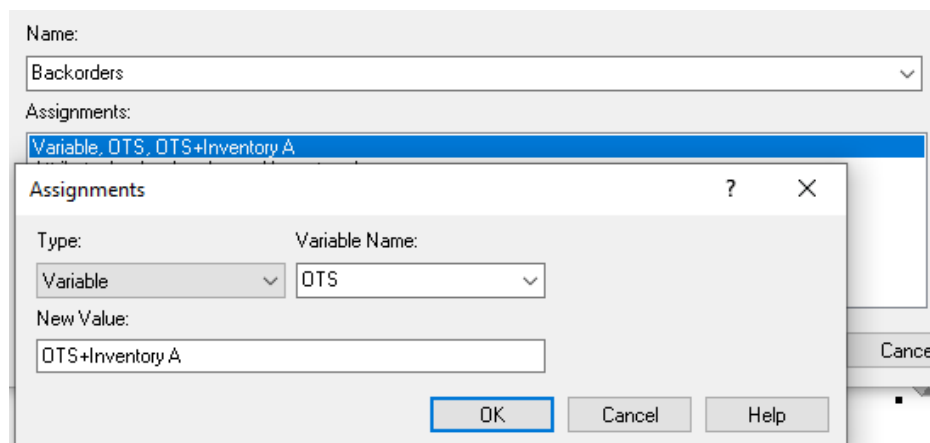 Name:
Backorders
Assignments:
Variable, OTS, OTS+Inventory A
Assignments ? ×
Type: Variable Name:
Variable OTS
New Value:
OTS+Inventory A
Cance
OK Cancel Help